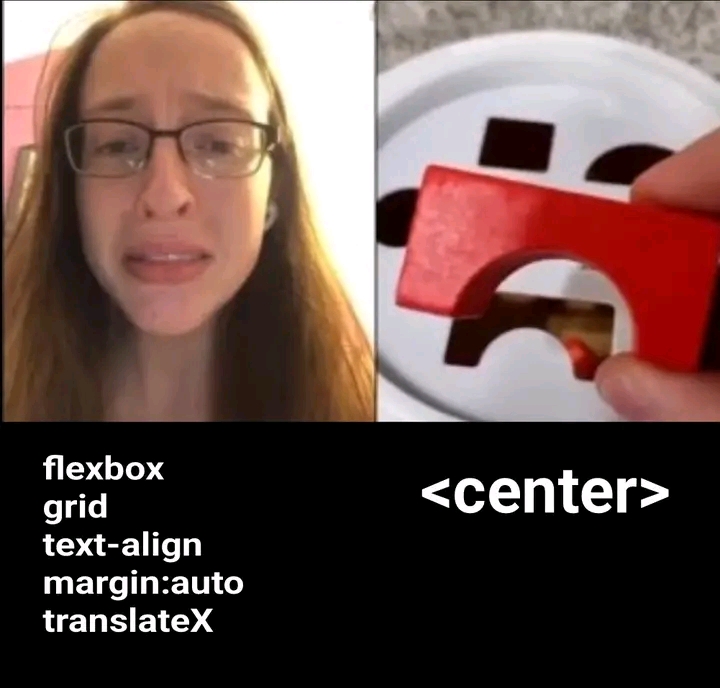 flexbox
grid
text-align
margin:auto
translateX
<center>